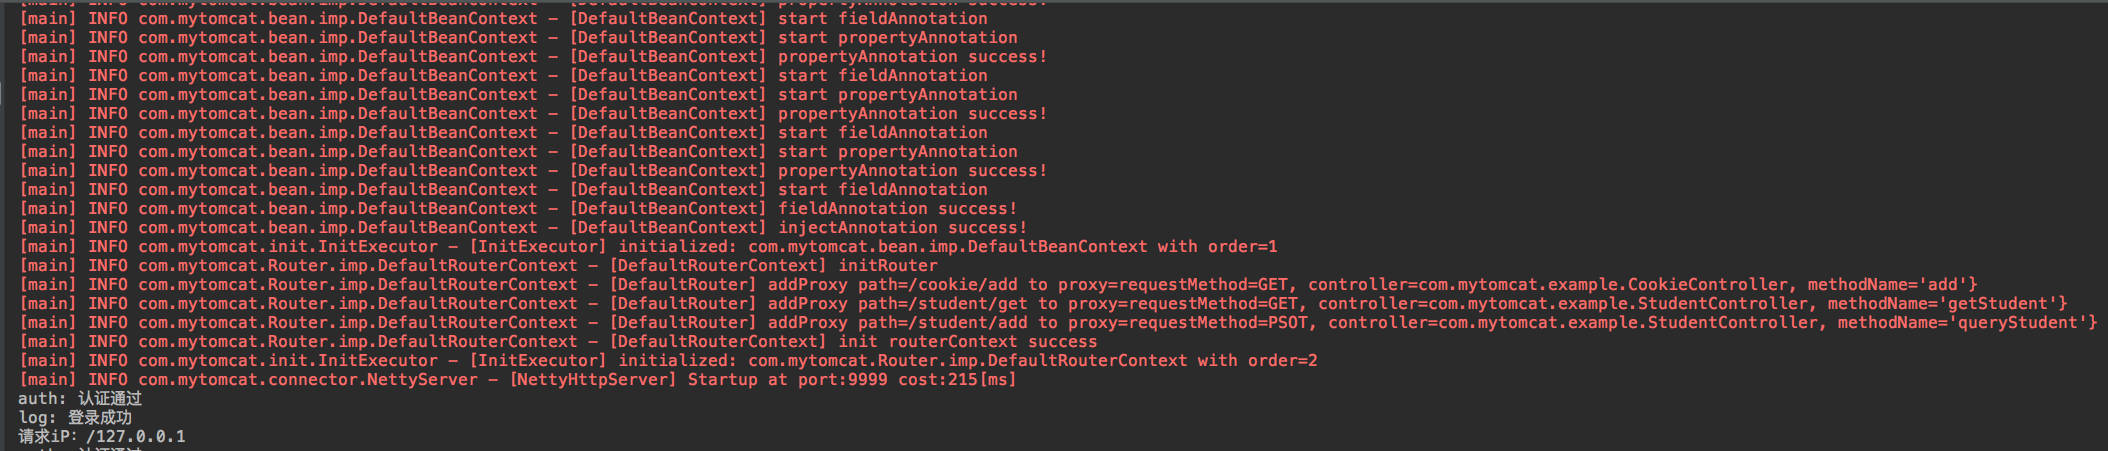 [main] INFO com.mytomcat.bean.imp.DefaultBeanContext – [DefaultBeanContext] propertyAnnotation success!
[main] INFO com.mytomcat.bean.imp.DefaultBeanContext – [DefaultBeanContext] start fieldAnnotation
[main] INFO com.mytomcat.bean.imp.DefaultBeanContext – [DefaultBeanContext] start propertyAnnotation
[main] INFO com.mytomcat.bean.imp.DefaultBeanContext – [DefaultBeanContext] propertyAnnotation success!
[main] INFO com.mytomcat.bean.imp.DefaultBeanContext – [DefaultBeanContext] start fieldAnnotation
[main] INFO com.mytomcat.bean.imp.DefaultBeanContext – [DefaultBeanContext] start propertyAnnotation
[main] INFO com.mytomcat.bean.imp.DefaultBeanContext – [DefaultBeanContext] propertyAnnotation success!
[main] INFO com.mytomcat.bean.imp.DefaultBeanContext – [DefaultBeanContext] start fieldAnnotation
[main] INFO com.mytomcat.bean.imp.DefaultBeanContext – [DefaultBeanContext] start propertyAnnotation
[main] INFO com.mytomcat.bean.imp.DefaultBeanContext – [DefaultBeanContext] propertyAnnotation success!
[main] INFO com.mytomcat.bean.imp.DefaultBeanContext – [DefaultBeanContext] start fieldAnnotation
[main] INFO com.mytomcat.bean.imp.DefaultBeanContext – [DefaultBeanContext] fieldAnnotation success!
[main] INFO com.mytomcat.bean.imp.DefaultBeanContext – [DefaultBeanContext] injectAnnotation success!
[main] INFO com.mytomcat.init.InitExecutor – [InitExecutor] initialized: com.mytomcat.bean.imp.DefaultBeanContext with order=1
[main] INFO com.mytomcat.Router.imp.DefaultRouterContext – [DefaultRouterContext] initRouter
[main] INFO com.mytomcat.Router.imp.DefaultRouterContext – [DefaultRouter] addProxy path=/cookie/add to proxy=requestMethod=GET, controller=com.mytomcat.example.CookieController, methodName='add'}
[main] INFO com.mytomcat.Router.imp.DefaultRouterContext – [DefaultRouter] addProxy path=/student/get to proxy=requestMethod=GET, controller=com.mytomcat.example.StudentController, methodName='getStudent'}
[main] INFO com.mytomcat.Router.imp.DefaultRouterContext – [DefaultRouter] addProxy path=/student/add to proxy=requestMethod=PSOT, controller=com.mytomcat.example.StudentController, methodName='queryStudent'}
[main] INFO com.mytomcat.Router.imp.DefaultRouterContext – [DefaultRouterContext] init routerContext success
[main] INFO com.mytomcat.init.InitExecutor – [InitExecutor] initialized: com.mytomcat.Router.imp.DefaultRouterContext with order=2
[main] INFO com.mytomcat.connector.NettyServer – [NettyHttpServer] Startup at port:9999 cost:215[ms]
auth: 认证通过
log: 登录成功
请求iP: /127.0.0.1